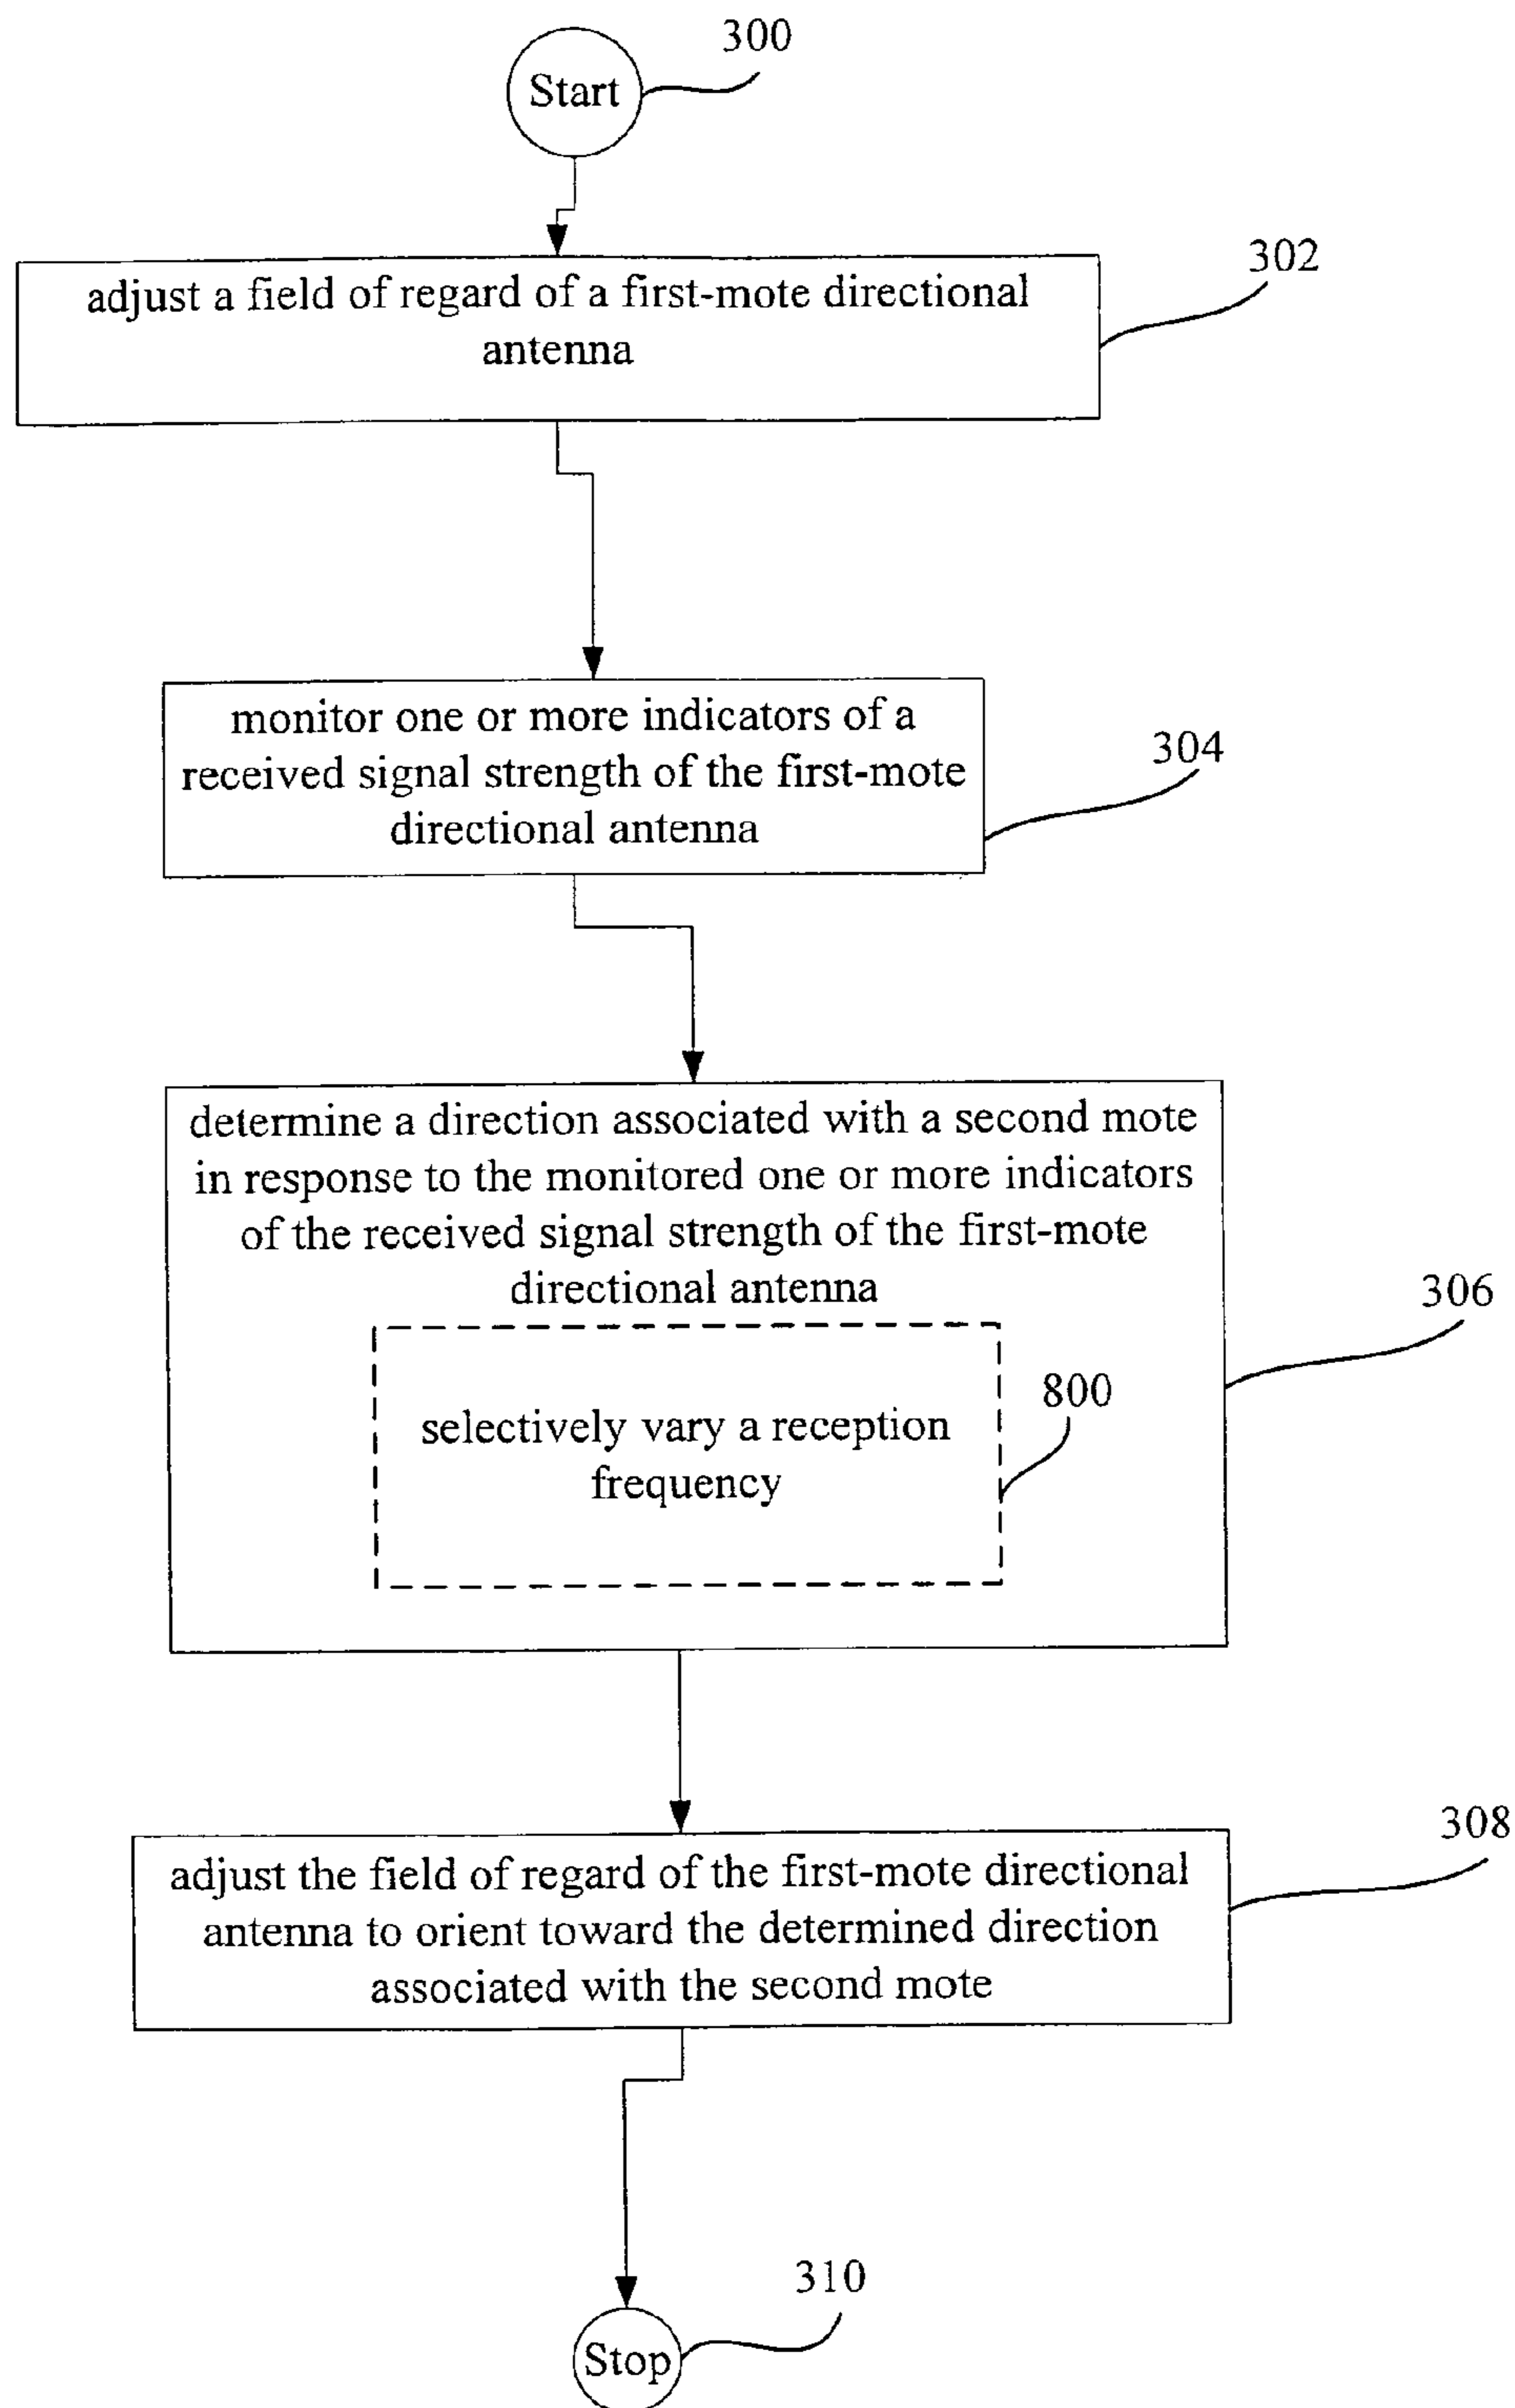 300
Start
302
adjust a field of regard of a first-mote directional
antenna
monitor one or more indicators of a
received signal strength of the first-mote
directional antenna
304
determine a direction associated with a second mote
in response to the monitored one or more indicators
of the received signal strength of the first-mote
directional antenna
306
800
selectively vary a reception
frequency
308
adjust the field of regard of the first-mote directional
antenna to orient toward the determined direction
associated with the second mote
310
Stop